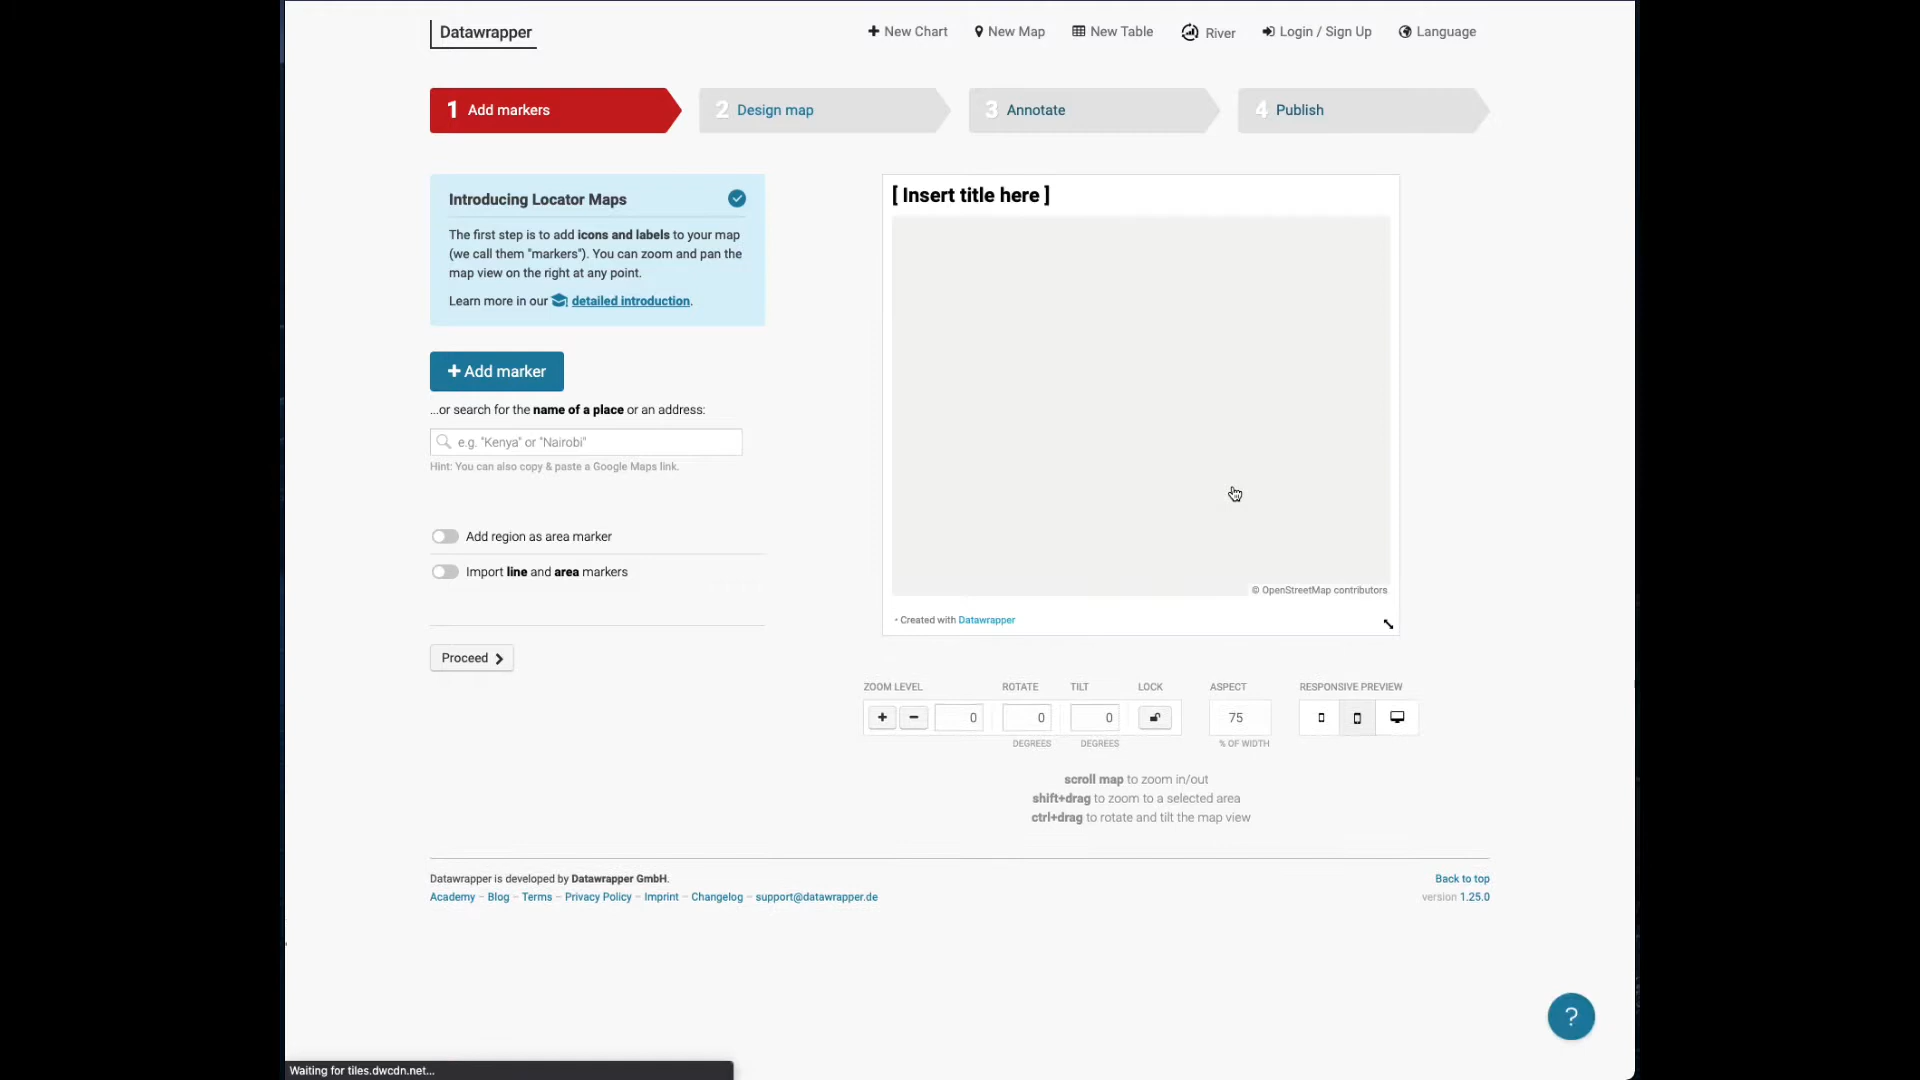 Datawrapper
New Chart
New Map
New Table
River
Login / Sign Up
Language
1 Add markers
2 Design map
3 Annotate
4 Publish
Introducing Locator Maps
The first step is to add icons and labels to your map
(we call them "markers"). You can zoom and pan the
map view on the right at any point.
Learn more in our detailed introduction.
+ Add marker
...or search for the name of a place or an address:
e.g. "Kenya" or "Nairobi"
Hint: You can also copy & paste a Google Maps link.
Add region as area marker
Import line and area markers
Proceed
[ Insert title here ]
© OpenStreetMap contributors
• Created with Datawrapper
ZOOM LEVEL
ROTATE
TILT
LOCK
ASPECT
RESPONSIVE PREVIEW
+ − 0
0
0
75
DEGREES
DEGREES
% OF WIDTH
scroll map to zoom in/out
shift+drag to zoom to a selected area
ctrl+drag to rotate and tilt the map view
Datawrapper is developed by Datawrapper GmbH.
Academy – Blog – Terms – Privacy Policy – Imprint – Changelog – support@datawrapper.de
Back to top
version 1.25.0
?
Waiting for tiles.dwcdn.net...